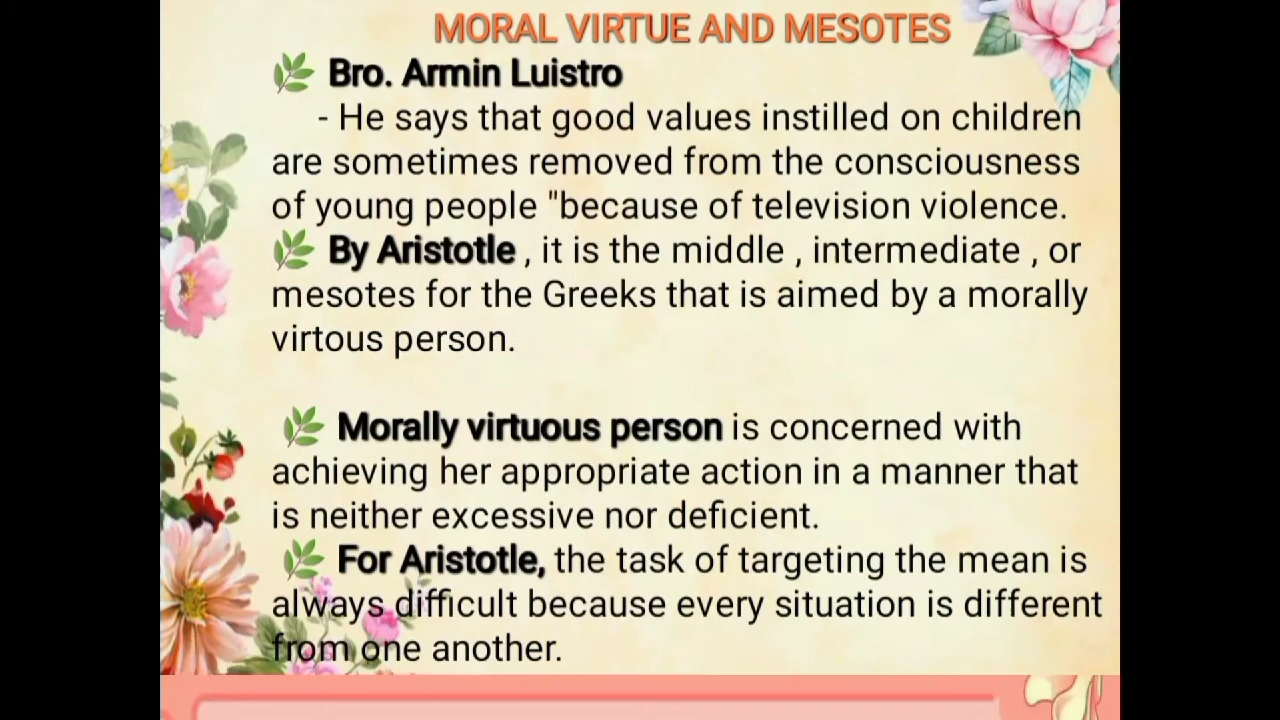 MORAL VIRTUE AND MESOTES
Bro. Armin Luistro
- He says that good values instilled on children
are sometimes removed from the consciousness
of young people "because of television violence.
By Aristotle , it is the middle , intermediate , or
mesotes for the Greeks that is aimed by a morally
virtous person.
Morally virtuous person is concerned with
achieving her appropriate action in a manner that
is neither excessive nor deficient.
For Aristotle, the task of targeting the mean is
always difficult because every situation is different
from one another.